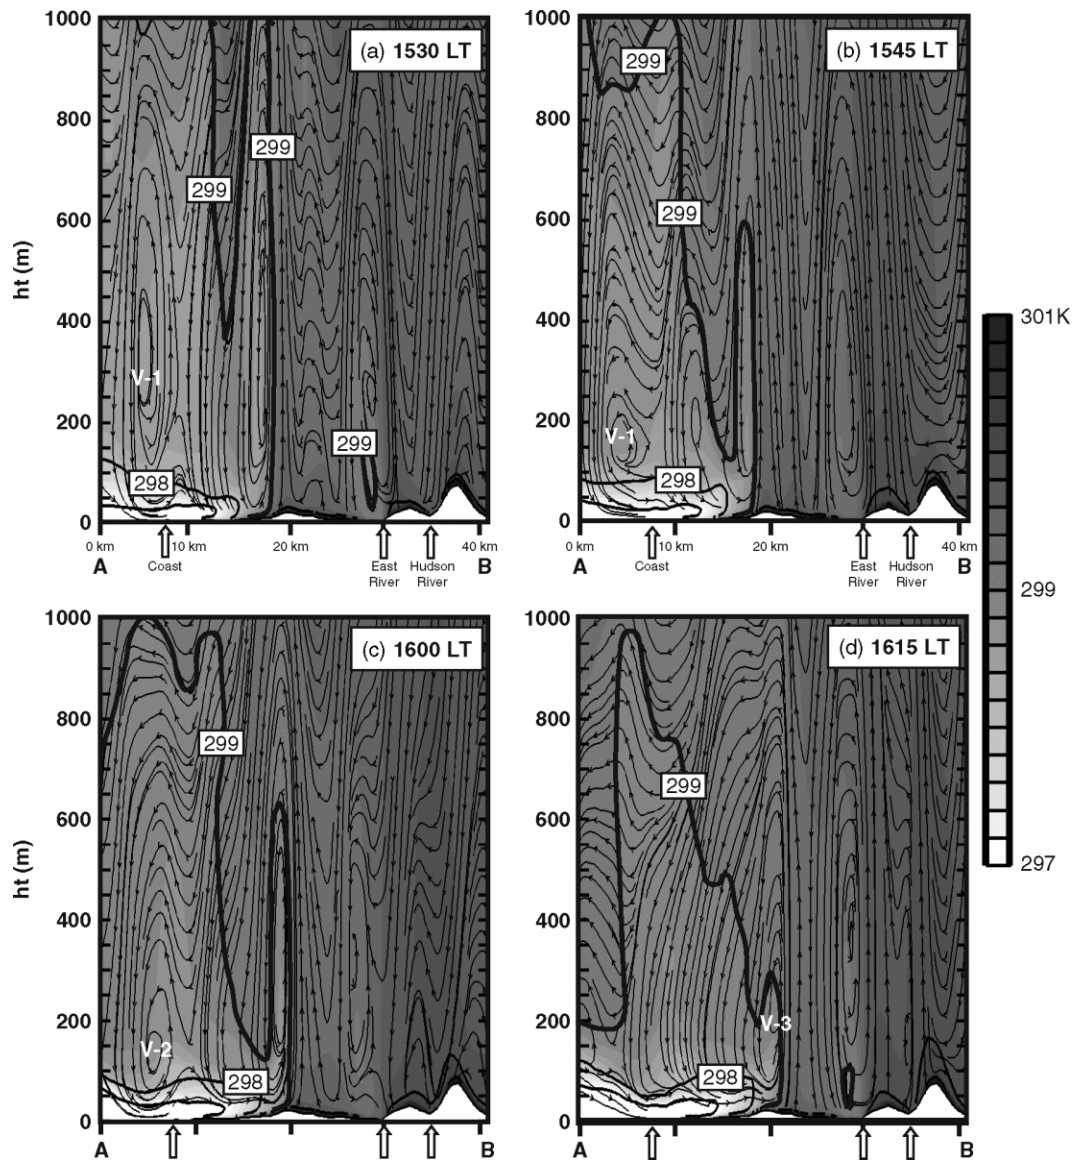 1000
(a) 1530 LT
800
299
299
600
ht (m)
400
V-1
200
299
298
0
0 km
10 km
20 km
40 km
A
Coast
East River
Hudson River
B
1000
299
(b) 1545 LT
800
600
299
400
200
V-1
298
0
0 km
10 km
20 km
40 km
A
Coast
East River
Hudson River
B
301K
299
297
1000
(c) 1600 LT
800
299
600
ht (m)
400
200
V-2
298
0
A
B
1000
(d) 1615 LT
800
299
600
400
200
V-3
298
0
A
B